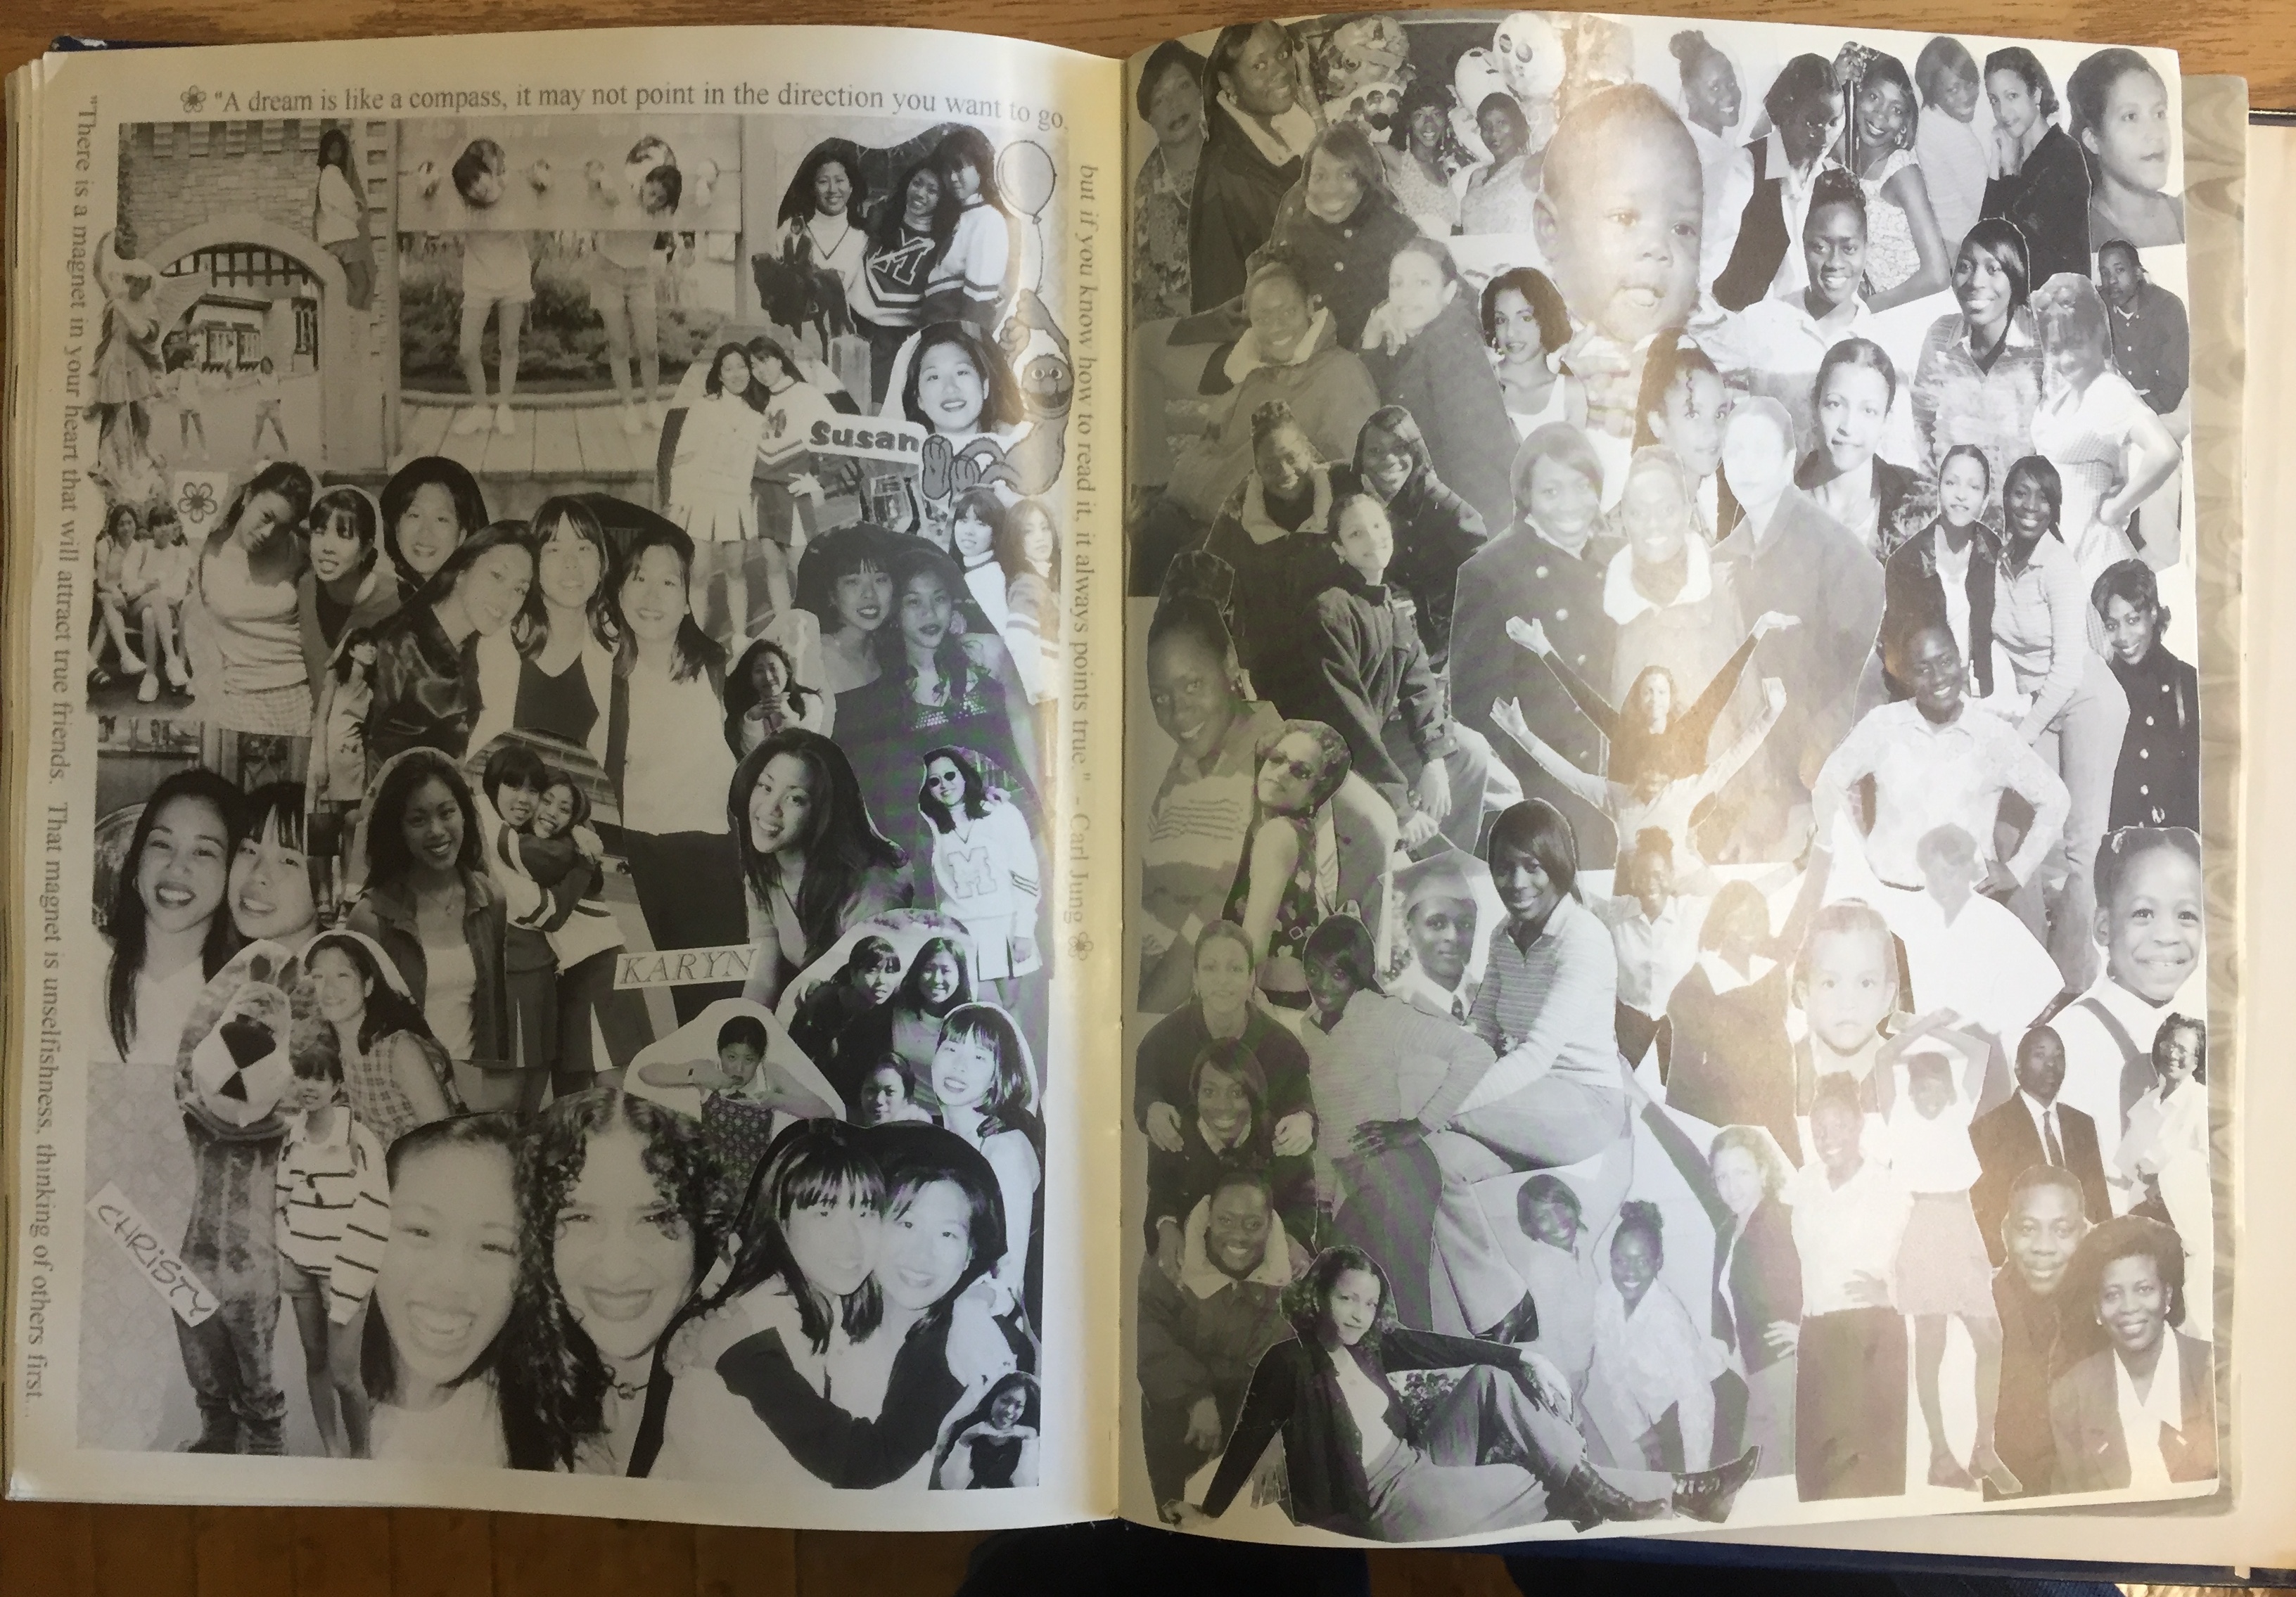 "A dream is like a compass, it may not point in the direction you want to go,
but if you know how to read it, it always points true." - Carl Jung
"There is a magnet in your heart that will attract true friends. That magnet is unselfishness, thinking of others first...
Susan
M
KARYN
CHRISTY